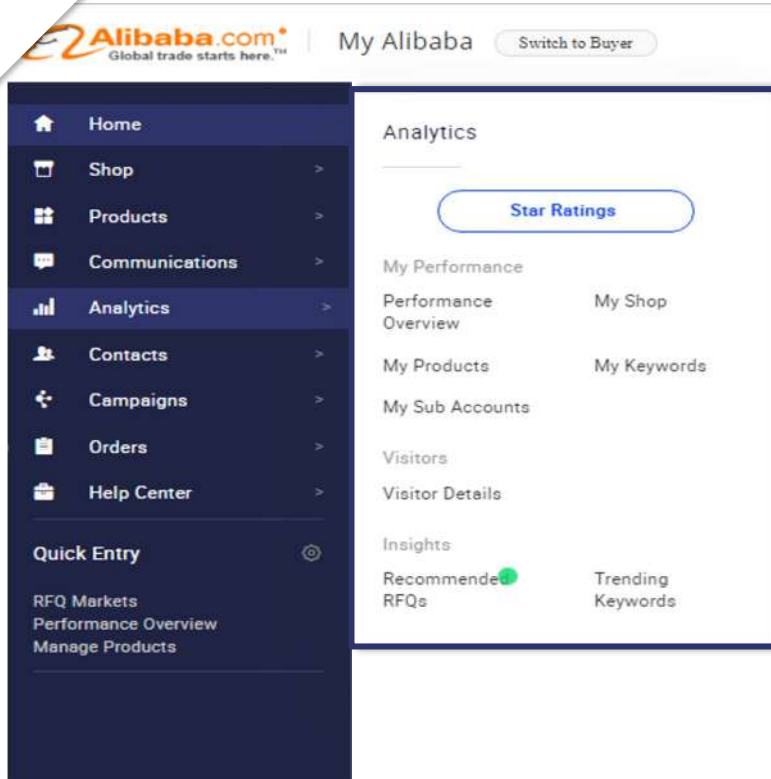 Alibaba.com
Global trade starts here.™
My Alibaba
Switch to Buyer
Home
Shop >
Products >
Communications >
Analytics >
Contacts >
Campaigns >
Orders >
Help Center >
Quick Entry
RFQ Markets
Performance Overview
Manage Products
Analytics
Star Ratings
My Performance
Performance
Overview
My Shop
My Products
My Keywords
My Sub Accounts
Visitors
Visitor Details
Insights
Recommended
RFQs
Trending
Keywords